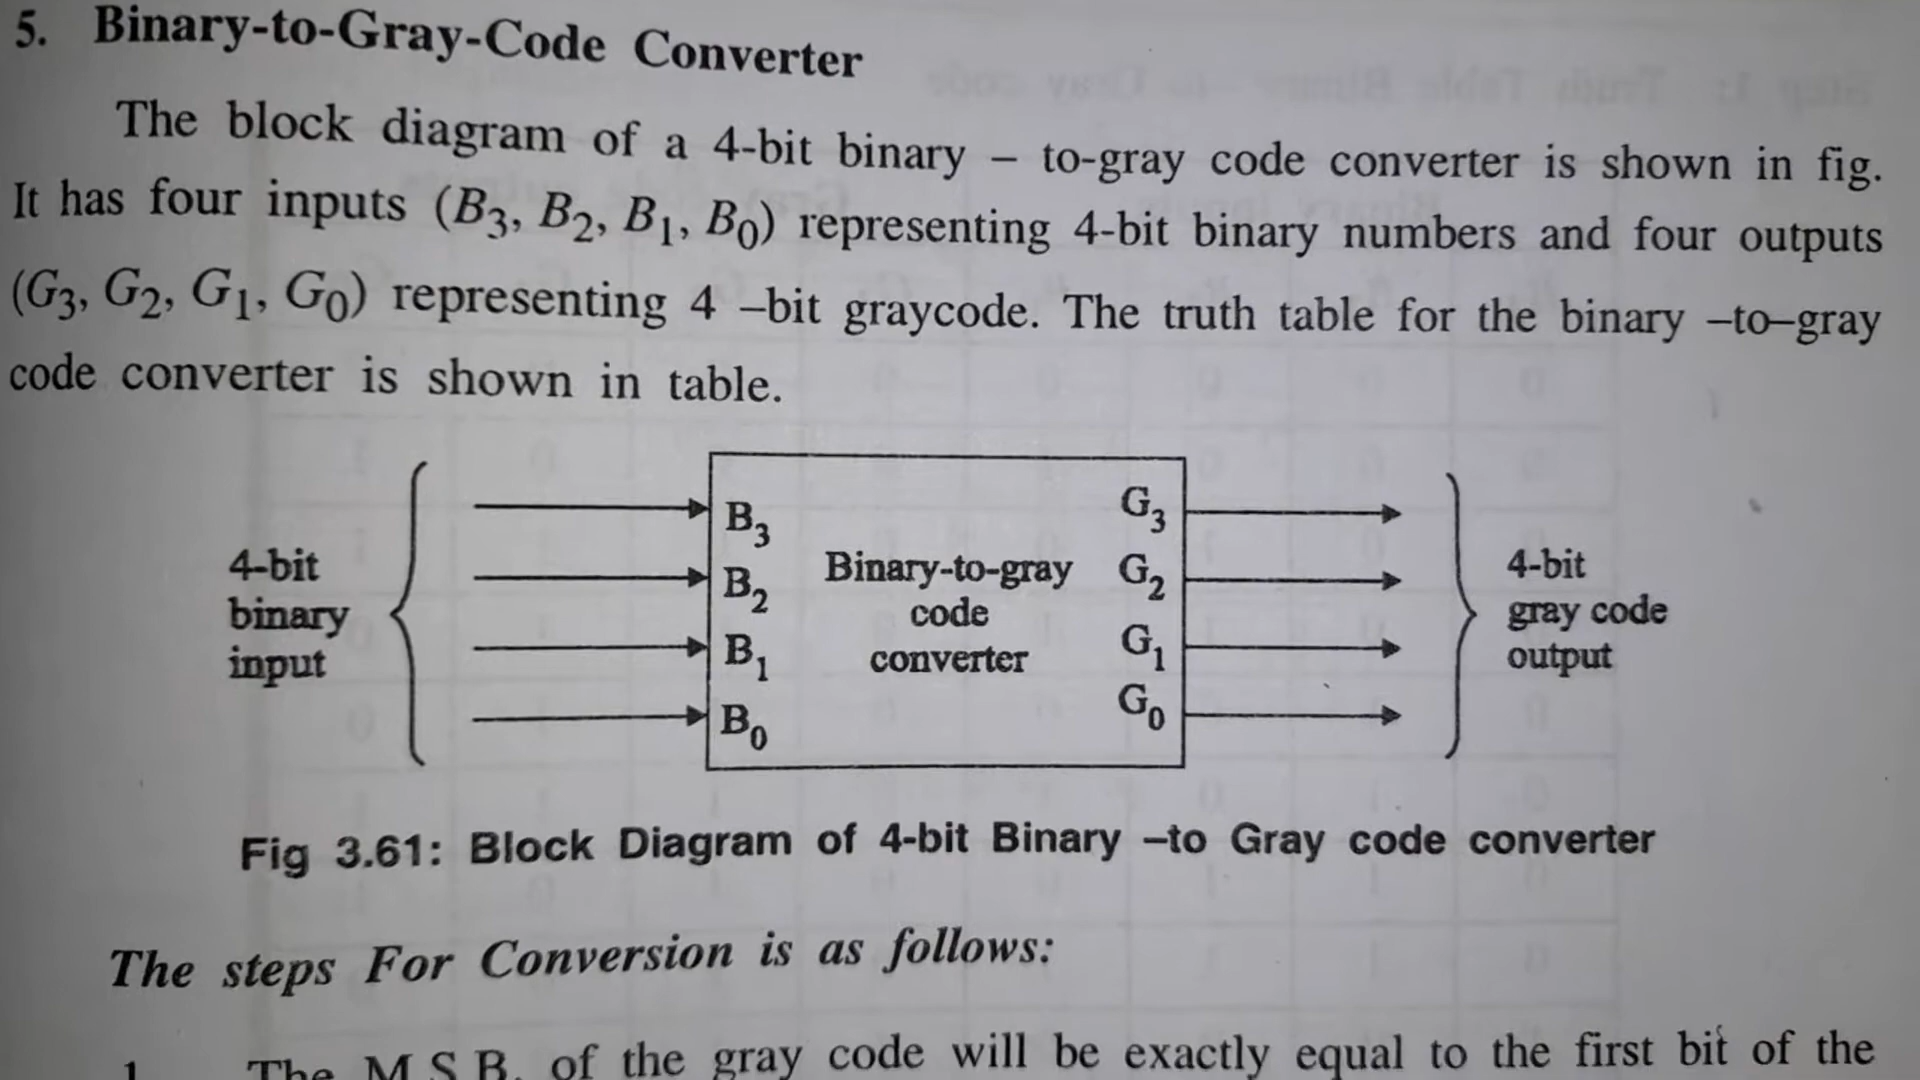 5. Binary-to-Gray-Code Converter
The block diagram of a 4-bit binary – to-gray code converter is shown in fig.
It has four inputs (B3, B2, B1, B0) representing 4-bit binary numbers and four outputs
(G3, G2, G1, G0) representing 4 –bit graycode. The truth table for the binary –to–gray
code converter is shown in table.
4-bit
binary
input
B3
B2
B1
B0
Binary-to-gray
code
converter
G3
G2
G1
G0
4-bit
gray code
output
Fig 3.61: Block Diagram of 4-bit Binary –to Gray code converter
The steps For Conversion is as follows:
1. The M.S.B. of the gray code will be exactly equal to the first bit of the